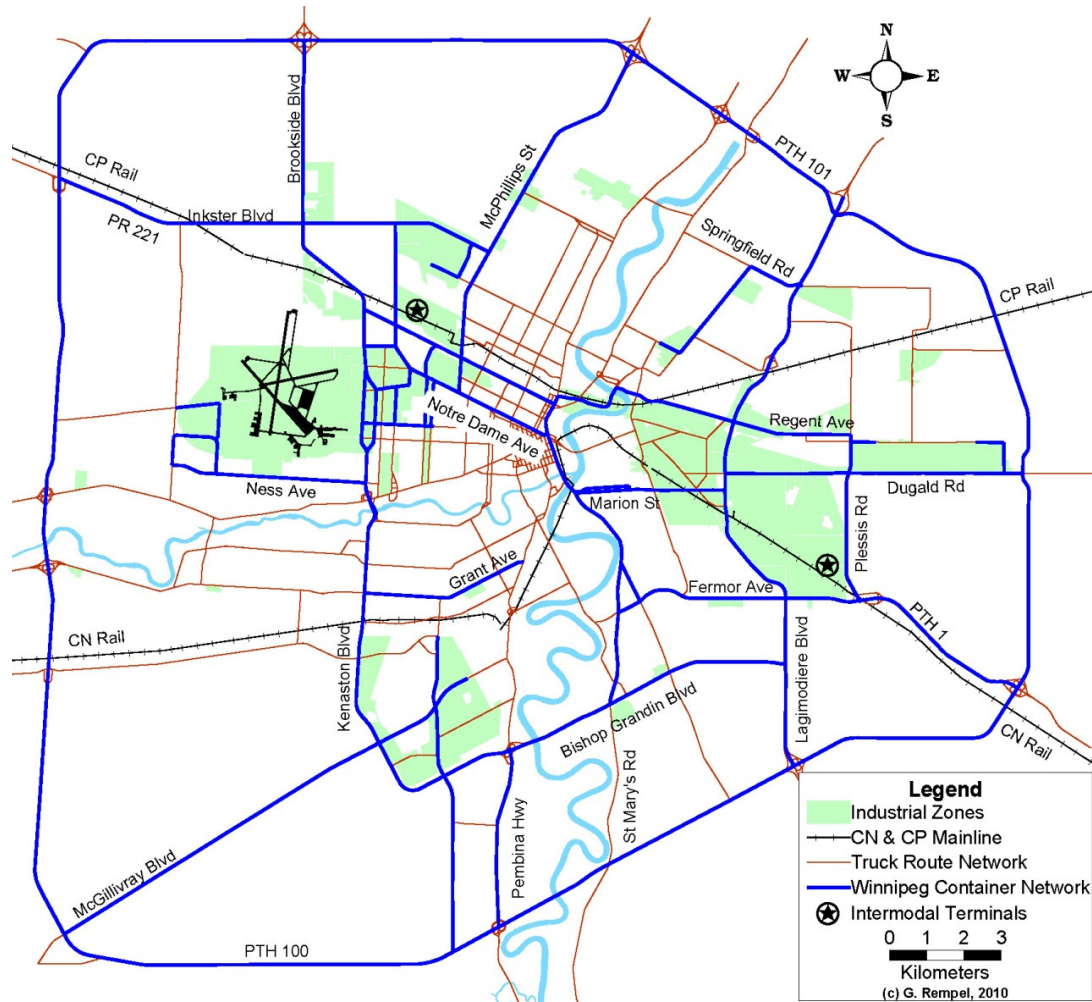 N
W E
S
Brookside Blvd
McPhillips St
PTH 101
CP Rail
Inkster Blvd
PR 221
Springfield Rd
CP Rail
Notre Dame Ave
Regent Ave
Ness Ave
Marion St
Dugald Rd
Plessis Rd
Grant Ave
Fermor Ave
PTH 1
CN Rail
Kenaston Blvd
Lagimodiere Blvd
Bishop Grandin Blvd
CN Rail
St Mary's Rd
Pembina Hwy
McGillivray Blvd
PTH 100
Legend
Industrial Zones
CN & CP Mainline
Truck Route Network
Winnipeg Container Network
Intermodal Terminals
0 1 2 3
Kilometers
(c) G. Rempel, 2010